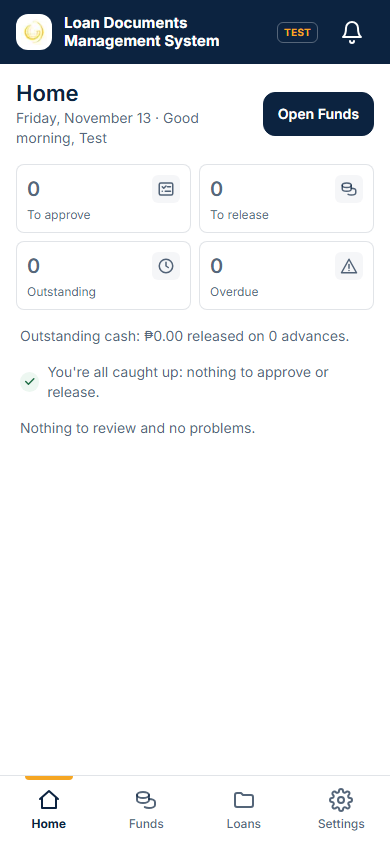 Loan Documents
Management System
TEST
Home
Friday, November 13 · Good
morning, Test
Open Funds
0
To approve
0
To release
0
Outstanding
0
Overdue
Outstanding cash: ₱0.00 released on 0 advances.
You're all caught up: nothing to approve or
release.
Nothing to review and no problems.
Home
Funds
Loans
Settings